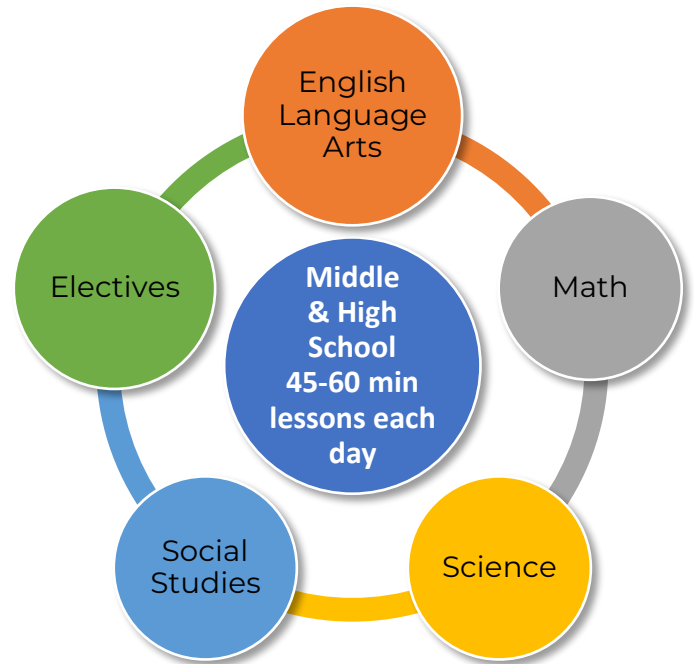 English
Language
Arts
Math
Science
Social
Studies
Electives
Middle
& High
School
45-60 min
lessons each
day